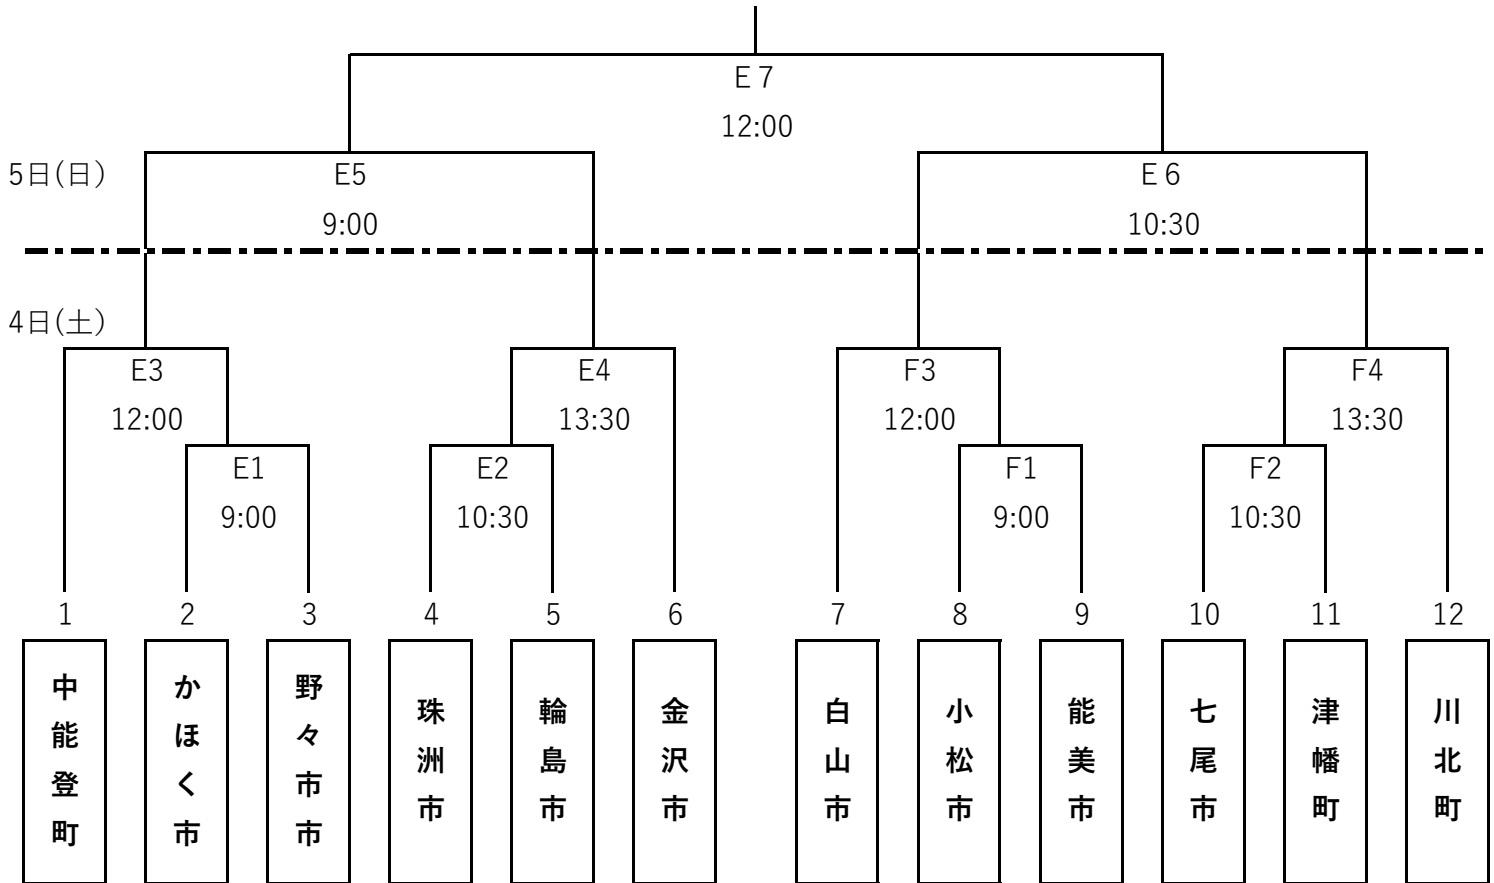 E７
12:00
5日(日)
E5
E６
9:00
10:30
4日(土)
E3
E4
F3
F4
12:00
13:30
12:00
13:30
E1
E2
F1
F2
9:00
10:30
9:00
10:30
1
2
3
4
5
6
7
8
9
10
11
12
中能登町
かほく市
野々市市
珠洲市
輪島市
金沢市
白山市
小松市
能美市
七尾市
津幡町
川北町